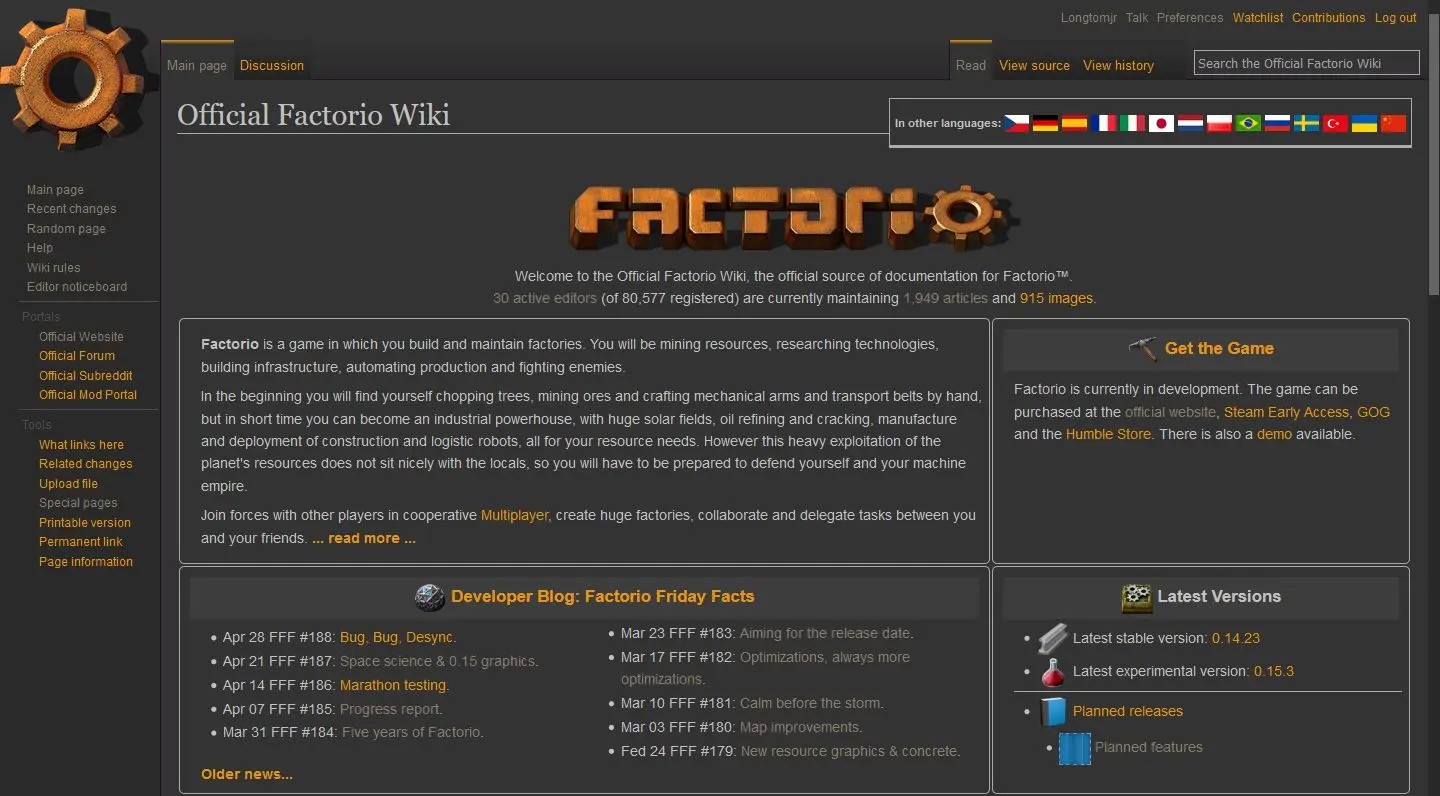 Longtomjr Talk Preferences Watchlist Contributions Log out
Main page Discussion
Read View source View history
Search the Official Factorio Wiki
Official Factorio Wiki
In other languages:
Main page
Recent changes
Random page
Help
Wiki rules
Editor noticeboard
Portals
Official Website
Official Forum
Official Subreddit
Official Mod Portal
Tools
What links here
Related changes
Upload file
Special pages
Printable version
Permanent link
Page information
FACTORIO
Welcome to the Official Factorio Wiki, the official source of documentation for Factorio™.
30 active editors (of 80,577 registered) are currently maintaining 1,949 articles and 915 images.
Factorio is a game in which you build and maintain factories. You will be mining resources, researching technologies,
building infrastructure, automating production and fighting enemies.
In the beginning you will find yourself chopping trees, mining ores and crafting mechanical arms and transport belts by hand,
but in short time you can become an industrial powerhouse, with huge solar fields, oil refining and cracking, manufacture
and deployment of construction and logistic robots, all for your resource needs. However this heavy exploitation of the
planet's resources does not sit nicely with the locals, so you will have to be prepared to defend yourself and your machine
empire.
Join forces with other players in cooperative Multiplayer, create huge factories, collaborate and delegate tasks between you
and your friends. ... read more ...
Get the Game
Factorio is currently in development. The game can be
purchased at the official website, Steam Early Access, GOG
and the Humble Store. There is also a demo available.
Developer Blog: Factorio Friday Facts
Apr 28 FFF #188: Bug, Bug, Desync.
Apr 21 FFF #187: Space science & 0.15 graphics.
Apr 14 FFF #186: Marathon testing.
Apr 07 FFF #185: Progress report.
Mar 31 FFF #184: Five years of Factorio.
Mar 23 FFF #183: Aiming for the release date.
Mar 17 FFF #182: Optimizations, always more
optimizations.
Mar 10 FFF #181: Calm before the storm.
Mar 03 FFF #180: Map improvements.
Fed 24 FFF #179: New resource graphics & concrete.
Older news...
Latest Versions
Latest stable version: 0.14.23
Latest experimental version: 0.15.3
Planned releases
Planned features